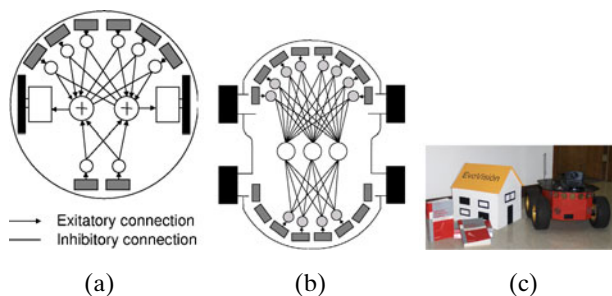 EvoVision
Exitatory connection
Inhibitory connection
(a)
(b)
(c)